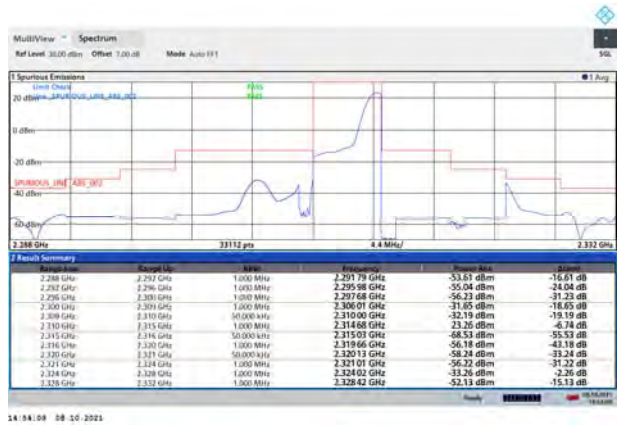 MultiView Spectrum
Ref Level 30.00 dBm Offset 7.00 dB Mode Auto FFT
SGL
1 Spurious Emissions 1 Avg
Limit Check PASS
Line _SPURIOUS_LINE_ABS_002 PASS
20 dBm
0 dBm
-20 dBm
SPURIOUS_LINE_ABS_002
-40 dBm
-60 dBm
2.288 GHz 33112 pts 4.4 MHz/ 2.332 GHz
2 Result Summary
Range Low Range Up RBW Frequency Power Abs ΔLimit
2.288 GHz 2.292 GHz 1.000 MHz 2.291 79 GHz -53.61 dBm -16.61 dB
2.292 GHz 2.296 GHz 1.000 MHz 2.295 98 GHz -55.04 dBm -24.04 dB
2.296 GHz 2.300 GHz 1.000 MHz 2.297 68 GHz -56.23 dBm -31.23 dB
2.300 GHz 2.309 GHz 1.000 MHz 2.306 01 GHz -31.65 dBm -18.65 dB
2.309 GHz 2.310 GHz 50.000 kHz 2.310 00 GHz -32.19 dBm -19.19 dB
2.310 GHz 2.315 GHz 1.000 MHz 2.314 68 GHz 23.26 dBm -6.74 dB
2.315 GHz 2.316 GHz 50.000 kHz 2.315 03 GHz -68.53 dBm -55.53 dB
2.316 GHz 2.320 GHz 1.000 MHz 2.319 66 GHz -56.18 dBm -43.18 dB
2.320 GHz 2.321 GHz 50.000 kHz 2.320 13 GHz -58.24 dBm -33.24 dB
2.321 GHz 2.324 GHz 1.000 MHz 2.321 01 GHz -56.22 dBm -31.22 dB
2.324 GHz 2.328 GHz 1.000 MHz 2.324 02 GHz -33.26 dBm -2.26 dB
2.328 GHz 2.332 GHz 1.000 MHz 2.328 42 GHz -52.13 dBm -15.13 dB
Ready
14:54:09 08.10.2021